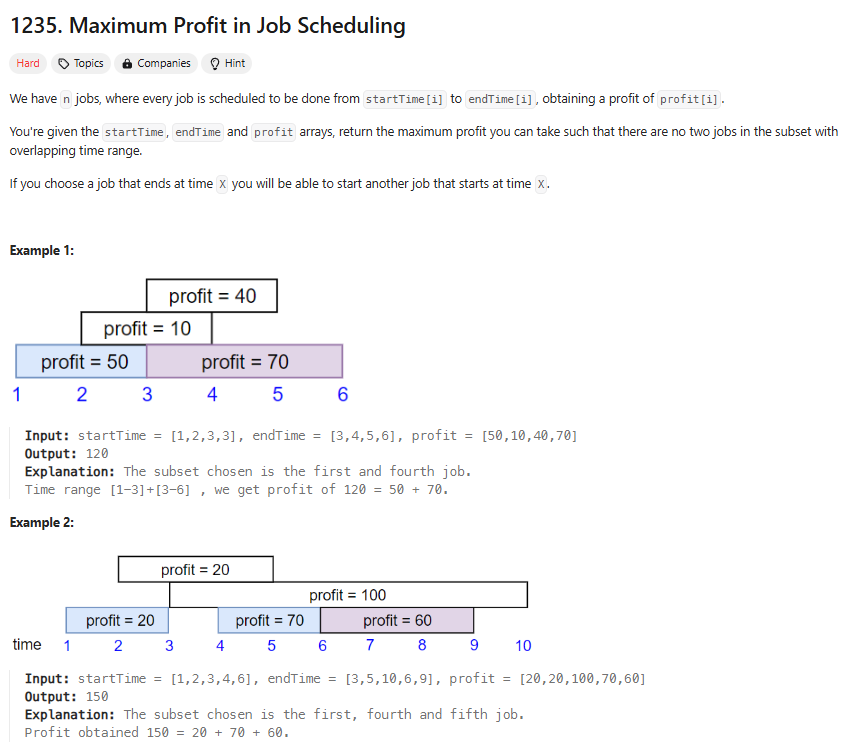 1235. Maximum Profit in Job Scheduling
Hard Topics Companies Hint
We have n jobs, where every job is scheduled to be done from startTime[i] to endTime[i], obtaining a profit of profit[i].
You're given the startTime, endTime and profit arrays, return the maximum profit you can take such that there are no two jobs in the subset with
overlapping time range.
If you choose a job that ends at time X you will be able to start another job that starts at time X.
Example 1:
profit = 40
profit = 10
profit = 50 profit = 70
1 2 3 4 5 6
Input: startTime = [1,2,3,3], endTime = [3,4,5,6], profit = [50,10,40,70]
Output: 120
Explanation: The subset chosen is the first and fourth job.
Time range [1-3]+[3-6] , we get profit of 120 = 50 + 70.
Example 2:
profit = 20
profit = 100
profit = 20 profit = 70 profit = 60
time 1 2 3 4 5 6 7 8 9 10
Input: startTime = [1,2,3,4,6], endTime = [3,5,10,6,9], profit = [20,20,100,70,60]
Output: 150
Explanation: The subset chosen is the first, fourth and fifth job.
Profit obtained 150 = 20 + 70 + 60.